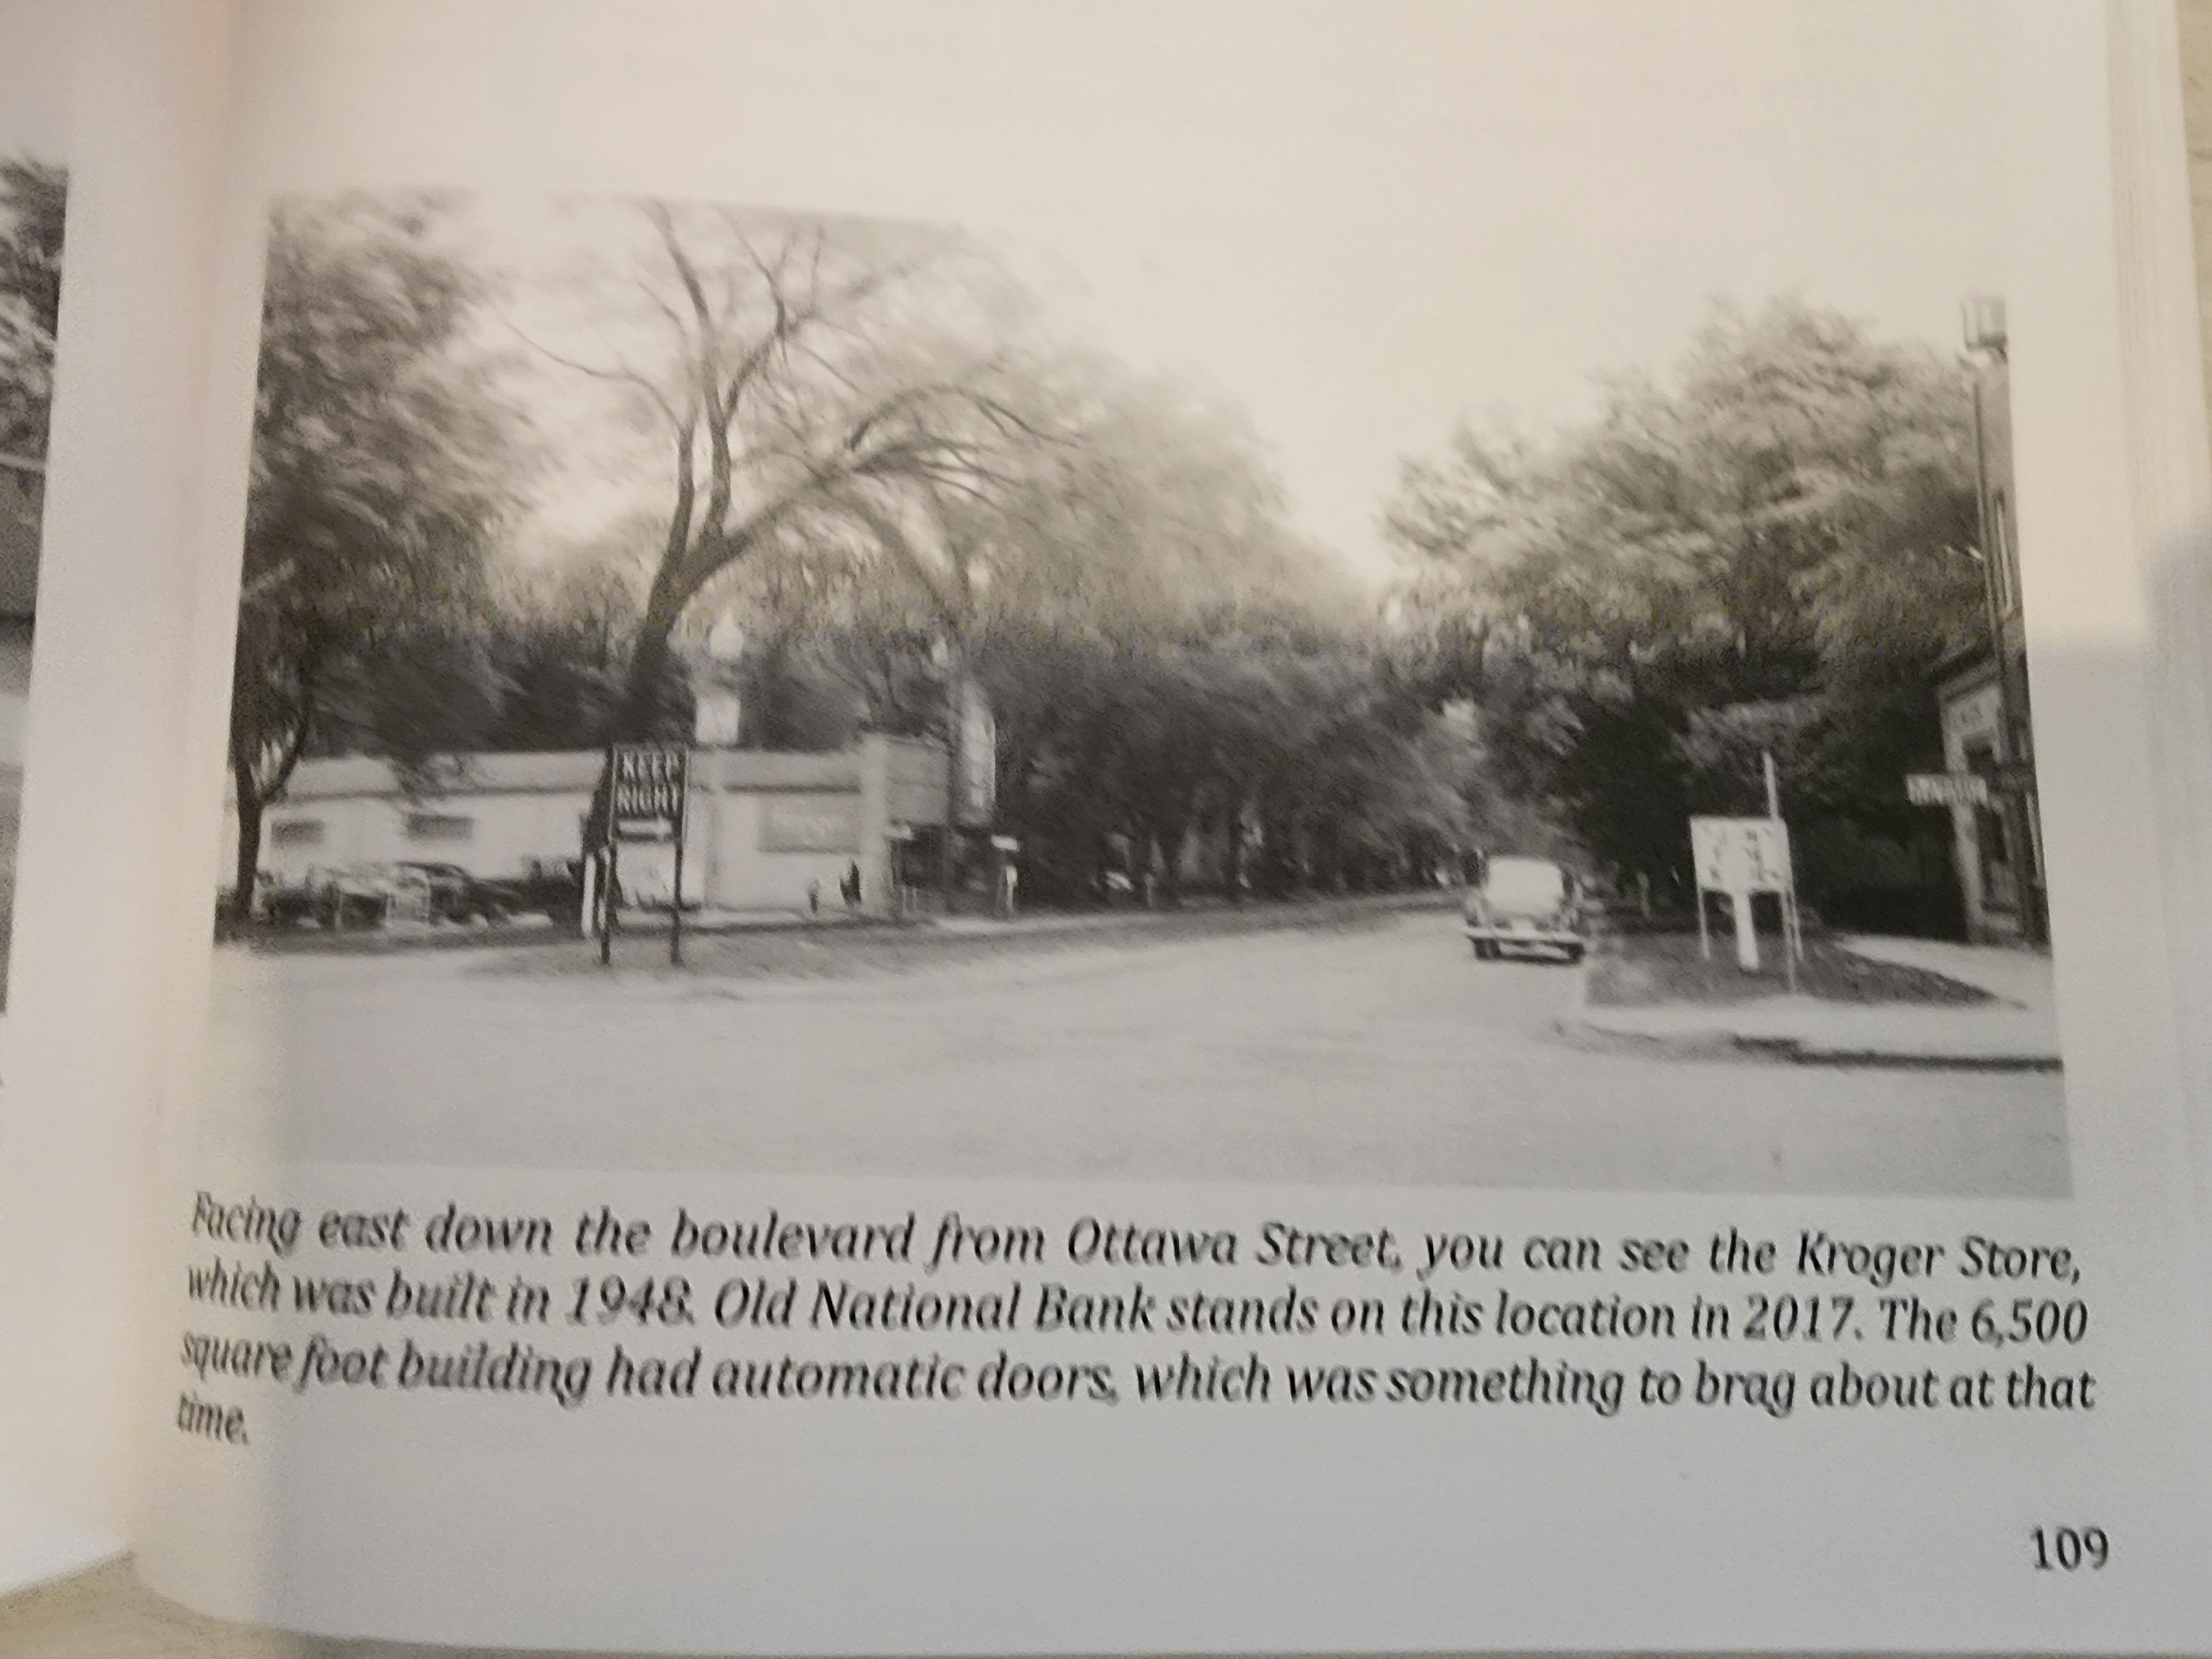 KEEP
RIGHT
Facing east down the boulevard from Ottawa Street, you can see the Kroger Store,
which was built in 1948. Old National Bank stands on this location in 2017. The 6,500
square foot building had automatic doors, which was something to brag about at that
time.
109